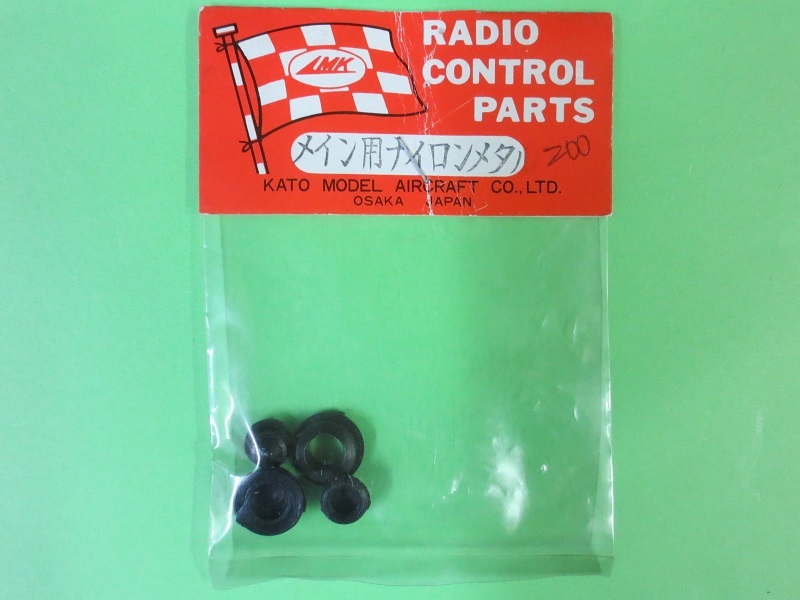 LMK
RADIO
CONTROL
PARTS
メイン用ナイロンメタル
200
KATO MODEL AIRCRAFT CO.,LTD.
OSAKA JAPAN